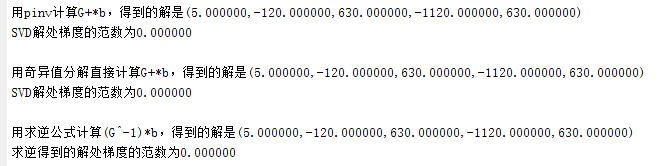 用pinv计算G+*b，得到的解是(5.000000,-120.000000,630.000000,-1120.000000,630.000000)
SVD解处梯度的范数为0.000000
用奇异值分解直接计算G+*b，得到的解是(5.000000,-120.000000,630.000000,-1120.000000,630.000000)
SVD解处梯度的范数为0.000000
用求逆公式计算(G^-1)*b，得到的解是(5.000000,-120.000000,630.000000,-1120.000000,630.000000)
求逆得到的解处梯度的范数为0.000000